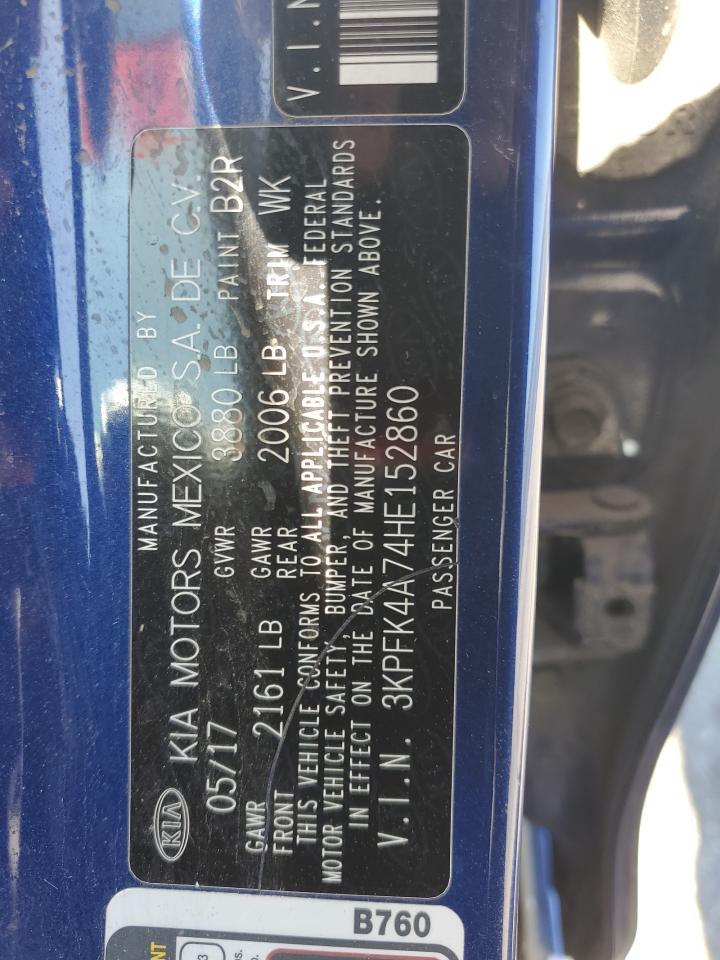 V.I.N
MANUFACTURED BY
KIA KIA MOTORS MEXICO S.A. DE C.V.
05/17 GVWR 3880 LB PAINT B2R
GAWR FRONT 2161 LB GAWR REAR 2006 LB TRIM WK
THIS VEHICLE CONFORMS TO ALL APPLICABLE U.S.A. FEDERAL
MOTOR VEHICLE SAFETY, BUMPER, AND THEFT PREVENTION STANDARDS
IN EFFECT ON THE DATE OF MANUFACTURE SHOWN ABOVE.
V.I.N. 3KPFK4A74HE152860
PASSENGER CAR
B760